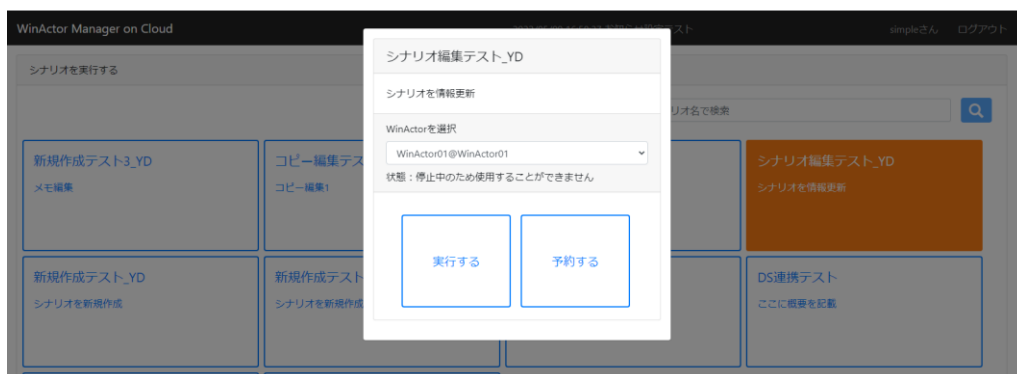 WinActor Manager on Cloud
simpleさん ログアウト
シナリオを実行する
シナリオ編集テスト_YD
シナリオを情報更新
WinActorを選択
WinActor01@WinActor01
状態：停止中のため使用することができません
実行する 予約する
リオ名で検索
新規作成テスト3_YD
メモ編集
コピー編集テス
コピー編集1
シナリオ編集テスト_YD
シナリオを情報更新
新規作成テスト_YD
シナリオを新規作成
新規作成テスト
シナリオを新規作成
DS連携テスト
ここに概要を記載